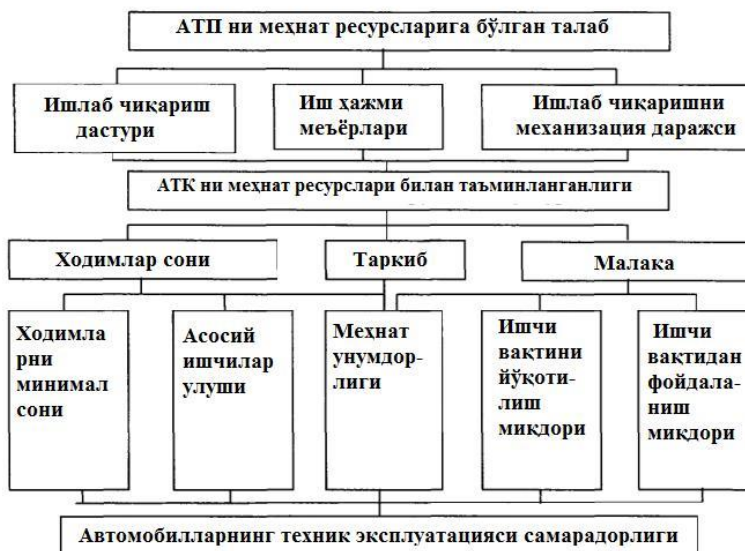 АТП ни меҳнат ресурсларига бўлган талаб
Ишлаб чиқариш
дастури
Иш ҳажми
меъёрлари
Ишлаб чиқаришни
механизация даражси
АТК ни меҳнат ресурслари билан таъминланганлиги
Ходимлар сони
Таркиб
Малака
Ходимла
рни
минимал
сони
Асосий
ишчилар
улуши
Меҳнат
унумдор-
лиги
Ишчи
вақтини
йўқоти-
лиш
миқдори
Ишчи
вақтидан
фойдала-
ниш
миқдори
Автомобилларнинг техник эксплуатацияси самарадорлиги